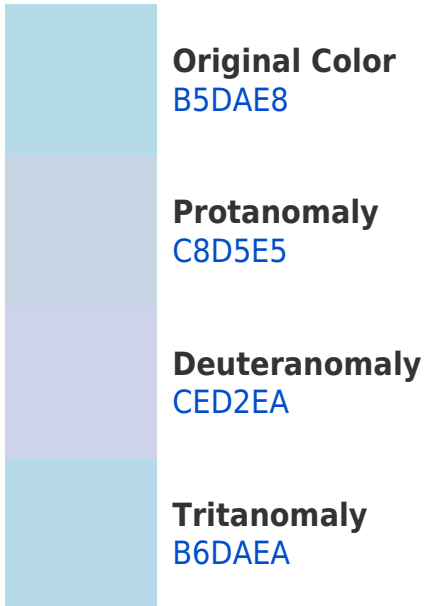 Original Color
B5DAE8
Protanomaly
C8D5E5
Deuteranomaly
CED2EA
Tritanomaly
B6DAEA